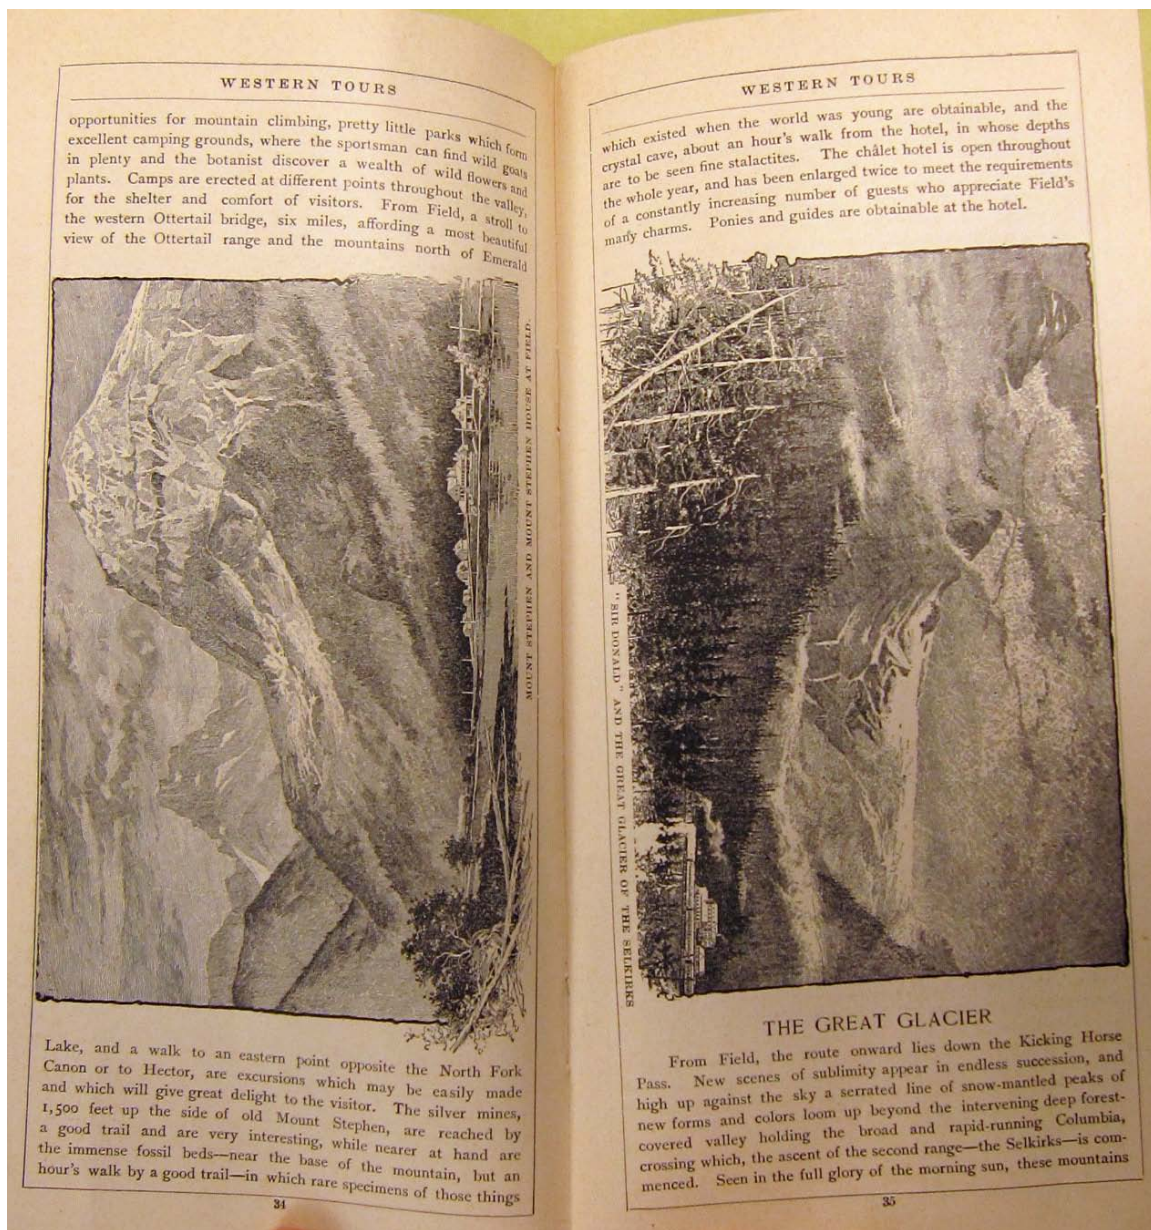 WESTERN TOURS
opportunities for mountain climbing, pretty little parks which form
excellent camping grounds, where the sportsman can find wild goats
in plenty and the botanist discover a wealth of wild flowers and
plants. Camps are erected at different points throughout the valley,
for the shelter and comfort of visitors. From Field, a stroll to
the western Ottertail bridge, six miles, affording a most beautiful
view of the Ottertail range and the mountains north of Emerald
MOUNT STEPHEN AND MOUNT STEPHEN HOUSE AT FIELD.
Lake, and a walk to an eastern point opposite the North Fork
Canon or to Hector, are excursions which may be easily made
and which will give great delight to the visitor. The silver mines,
1,500 feet up the side of old Mount Stephen, are reached by
a good trail and are very interesting, while nearer at hand are
the immense fossil beds—near the base of the mountain, but an
hour's walk by a good trail—in which rare specimens of those things
34
WESTERN TOURS
which existed when the world was young are obtainable, and the
crystal cave, about an hour's walk from the hotel, in whose depths
are to be seen fine stalactites. The châlet hotel is open throughout
the whole year, and has been enlarged twice to meet the requirements
of a constantly increasing number of guests who appreciate Field's
many charms. Ponies and guides are obtainable at the hotel.
"SIR DONALD" AND THE GREAT GLACIER OF THE SELKIRKS
THE GREAT GLACIER
From Field, the route onward lies down the Kicking Horse
Pass. New scenes of sublimity appear in endless succession, and
high up against the sky a serrated line of snow-mantled peaks of
new forms and colors loom up beyond the intervening deep forest-
covered valley holding the broad and rapid-running Columbia,
crossing which, the ascent of the second range—the Selkirks—is com-
menced. Seen in the full glory of the morning sun, these mountains
35